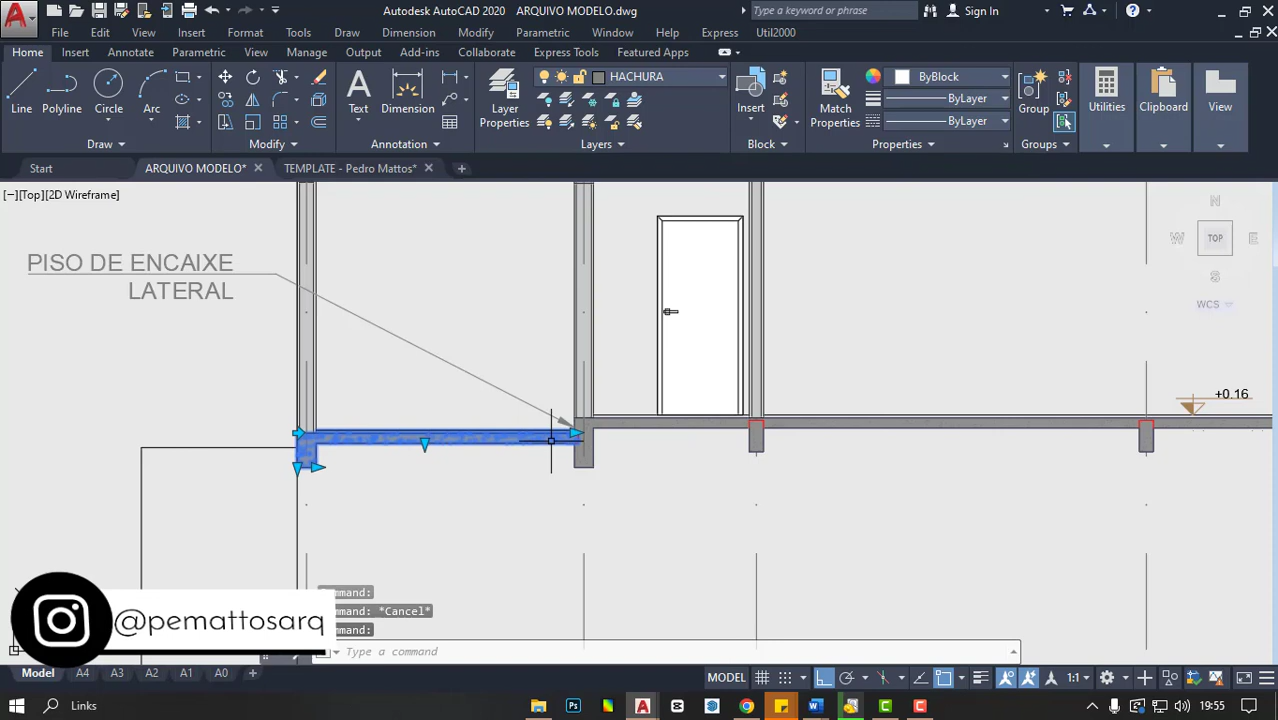 Autodesk AutoCAD 2020 ARQUIVO MODELO.dwg
Type a keyword or phrase
Sign In
File Edit View Insert Format Tools Draw Dimension Modify Parametric Window Help Express Util2000
Home Insert Annotate Parametric View Manage Output Add-ins Collaborate Express Tools Featured Apps
Line Polyline Circle Arc
Text Dimension
Layer Properties
HACHURA
Insert
Match Properties
ByBlock
ByLayer
ByLayer
Group
Utilities
Clipboard
View
Draw Modify Annotation Layers Block Properties Groups
Start ARQUIVO MODELO* TEMPLATE - Pedro Mattos*
[−][Top][2D Wireframe]
N
W TOP E
S
WCS
PISO DE ENCAIXE
LATERAL
+0.16
Command:
Command: *Cancel*
Command:
Type a command
@pemattosarq
Model A4 A3 A2 A1 A0
MODEL
1:1
Links
19:55